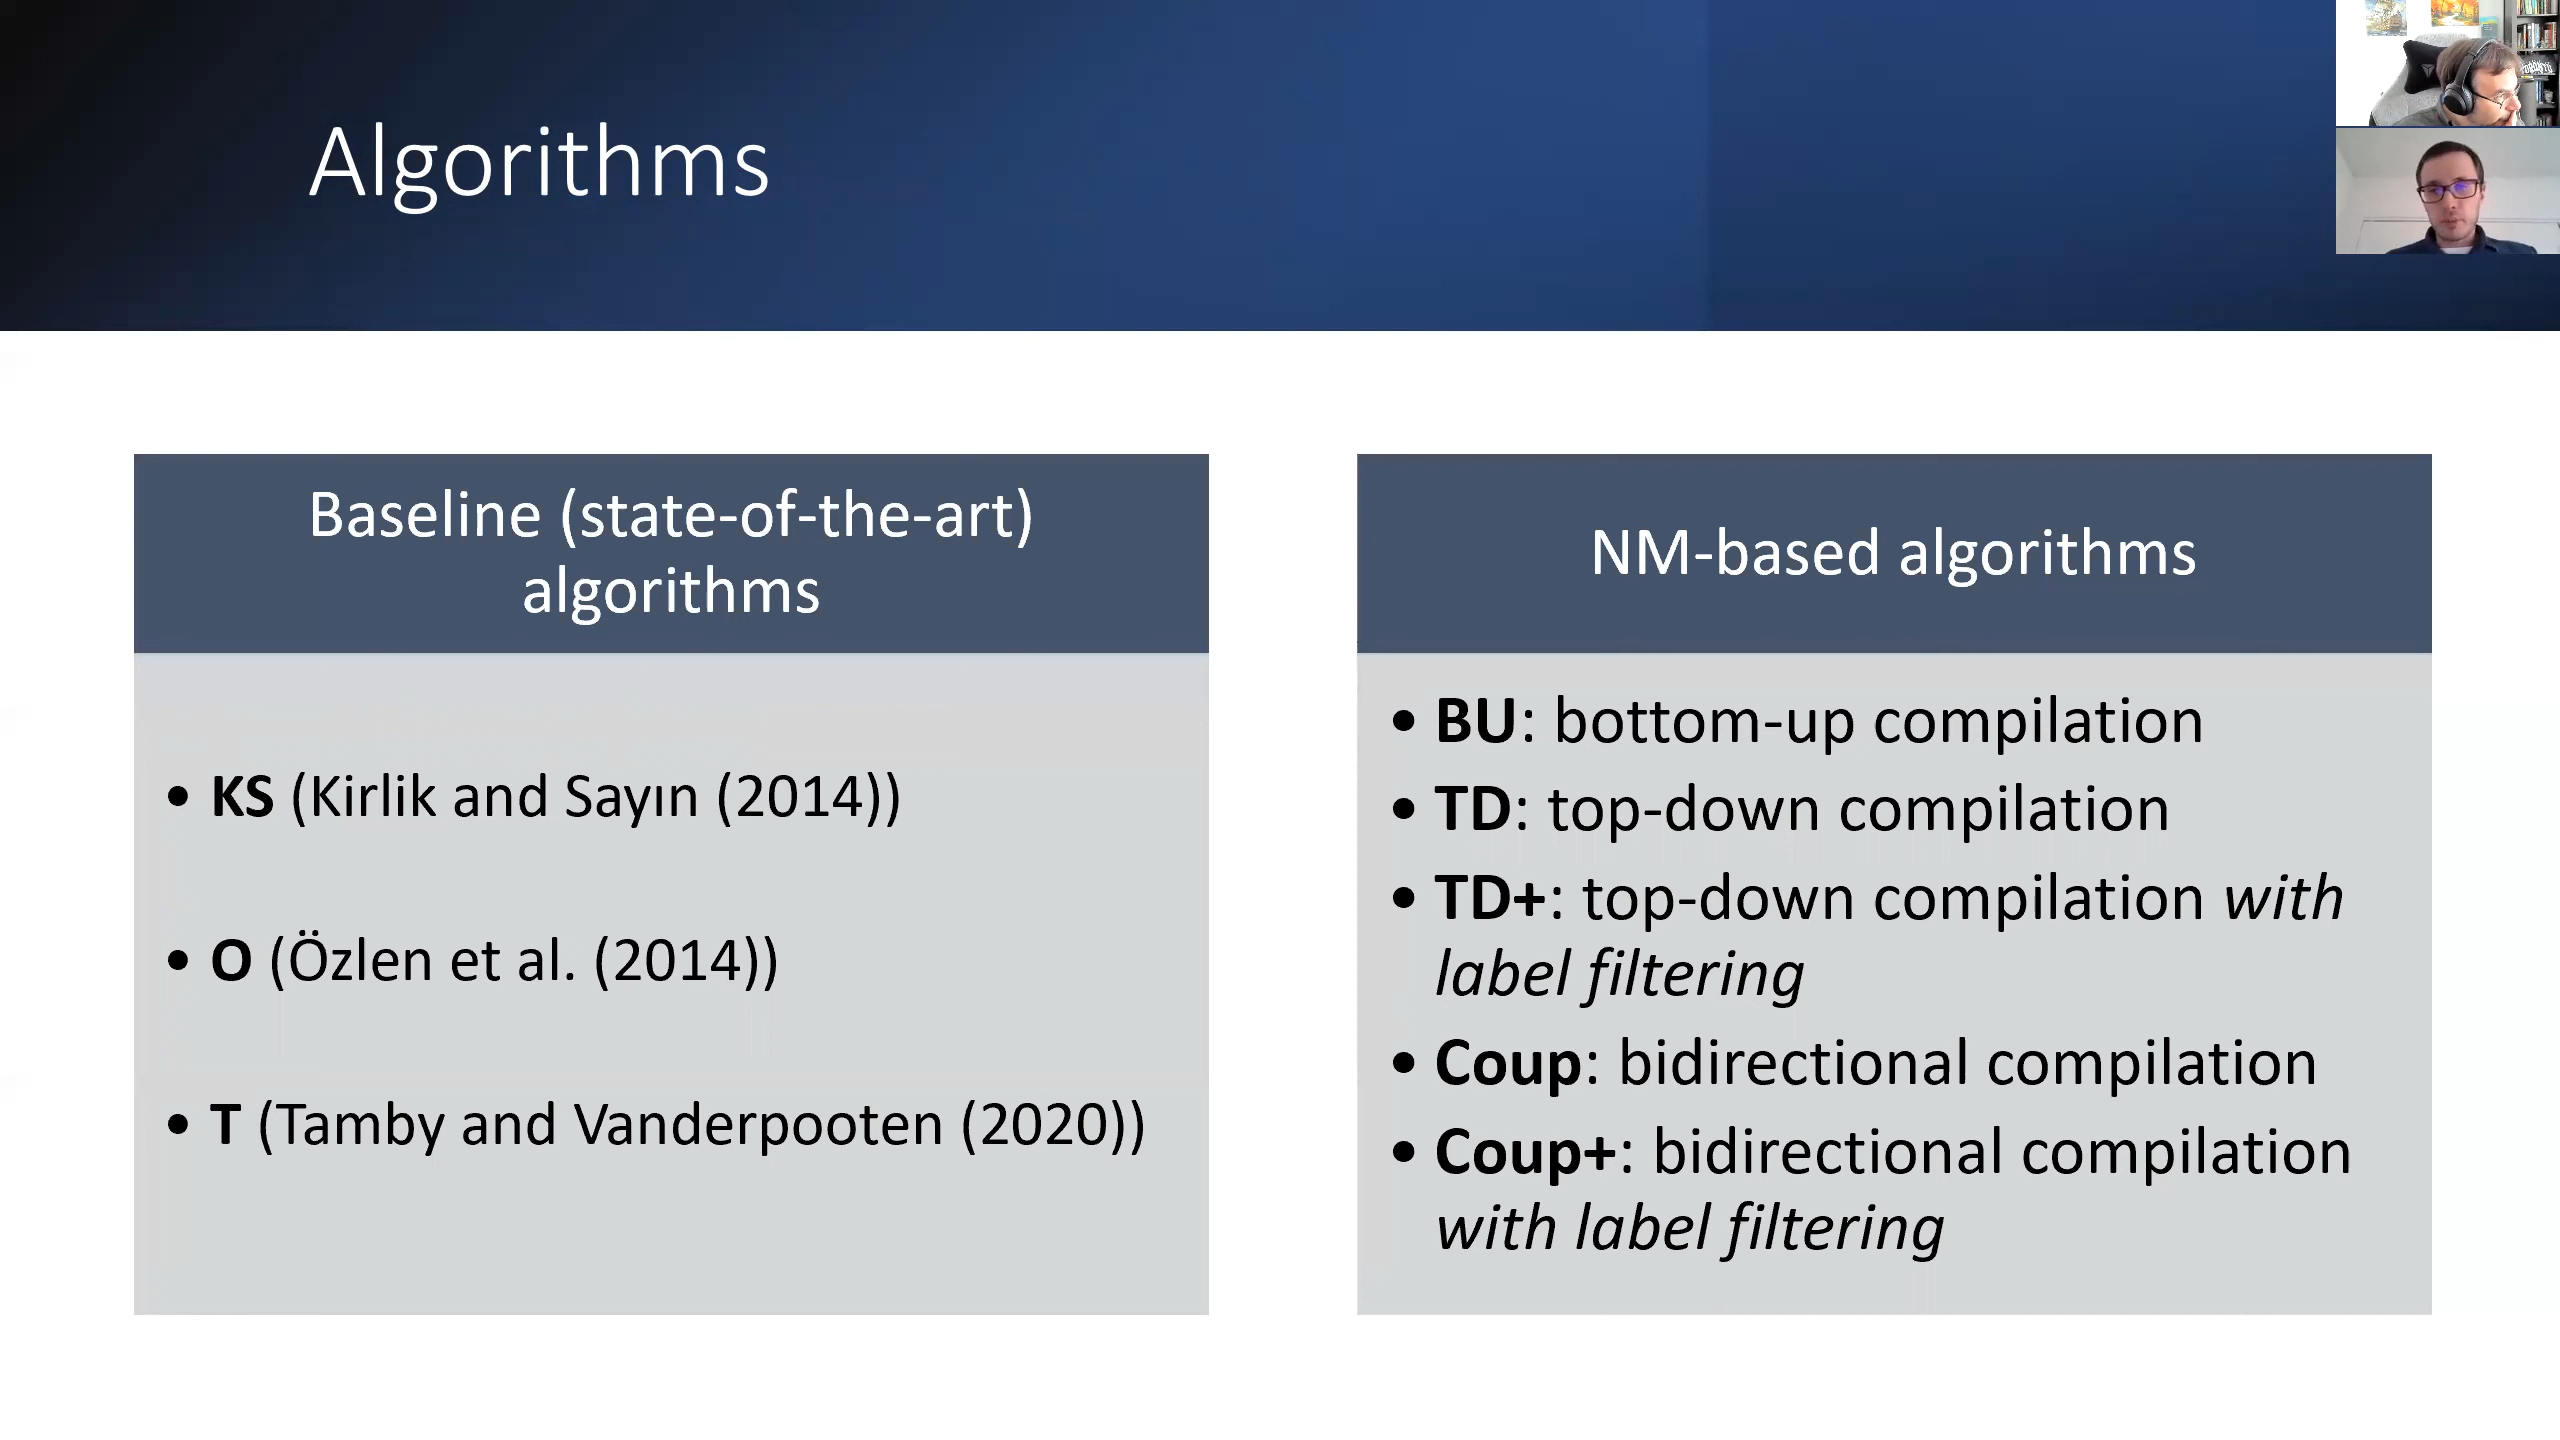 Algorithms
Baseline (state-of-the-art)
algorithms
• KS (Kirlik and Sayın (2014))
• O (Özlen et al. (2014))
• T (Tamby and Vanderpooten (2020))
NM-based algorithms
• BU: bottom-up compilation
• TD: top-down compilation
• TD+: top-down compilation with
label filtering
• Coup: bidirectional compilation
• Coup+: bidirectional compilation
with label filtering